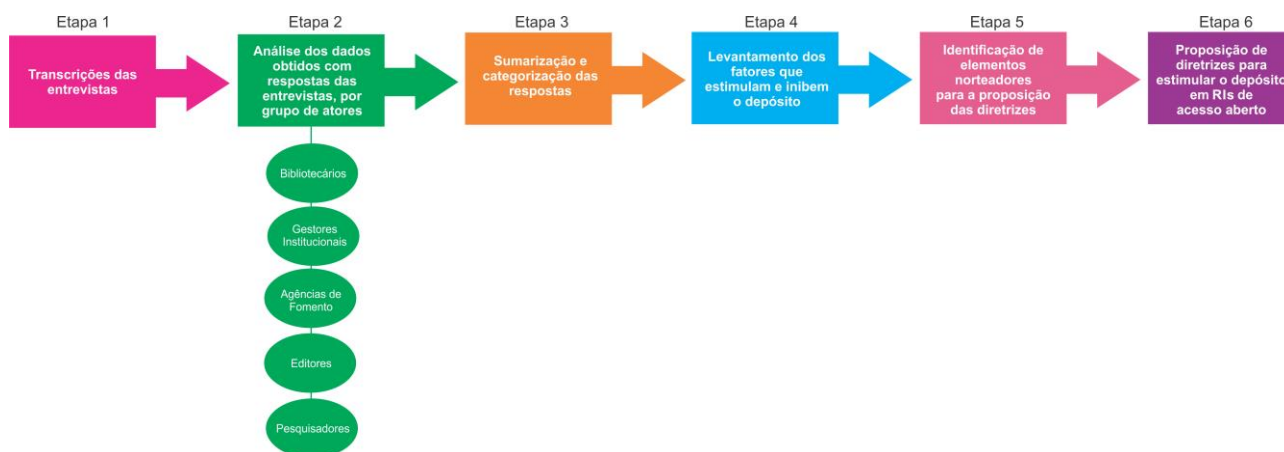 Etapa 1
Transcrições das
entrevistas
Etapa 2
Análise dos dados
obtidos com
respostas das
entrevistas, por
grupo de atores
Bibliotecários
Gestores
Institucionais
Agências de
Fomento
Editores
Pesquisadores
Etapa 3
Sumarização e
categorização das
respostas
Etapa 4
Levantamento dos
fatores que
estimulam e inibem
o depósito
Etapa 5
Identificação de
elementos
norteadores
para a proposição
das diretrizes
Etapa 6
Proposição de
diretrizes para
estimular o depósito
em RIs de
acesso aberto